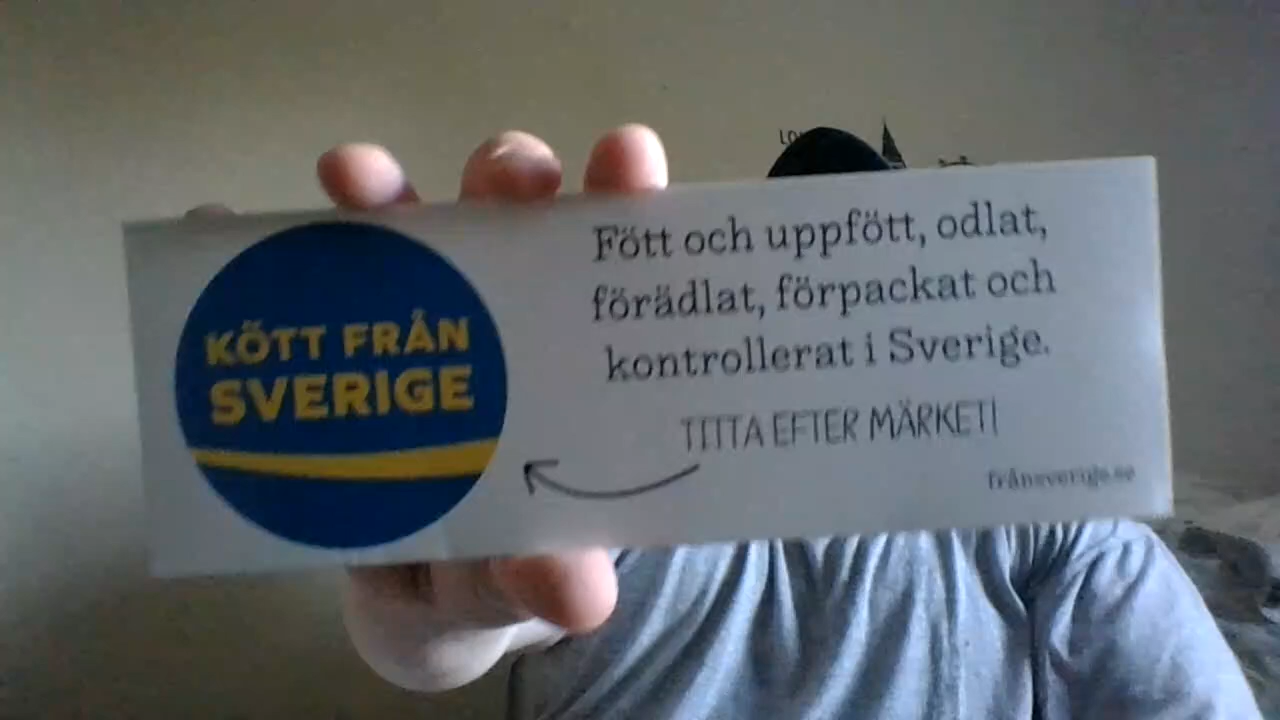 KÖTT FRÅN
SVERIGE
Fött och uppfött, odlat,
förädlat, förpackat och
kontrollerat i Sverige.
TITTA EFTER MÄRKET!
frånsverige.se